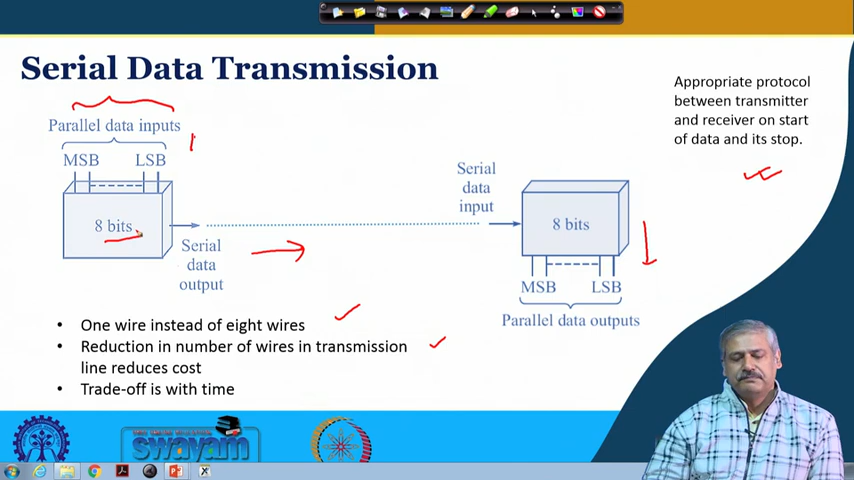 Serial Data Transmission
Appropriate protocol
between transmitter
and receiver on start
of data and its stop.
Parallel data inputs
MSB LSB
8 bits
Serial
data
output
Serial
data
input
8 bits
MSB LSB
Parallel data outputs
• One wire instead of eight wires
• Reduction in number of wires in transmission
line reduces cost
• Trade-off is with time
swayam